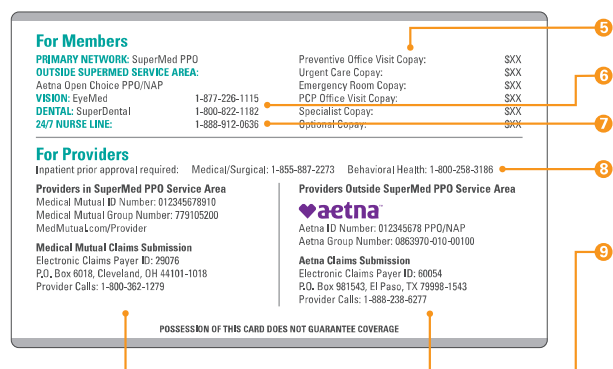 For Members
PRIMARY NETWORK: SuperMed PPO
OUTSIDE SUPERMED SERVICE AREA:
Aetna Open Choice PPO/NAP
VISION: EyeMed 1-877-226-1115
DENTAL: SuperDental 1-800-822-1182
24/7 NURSE LINE: 1-888-912-0636
Preventive Office Visit Copay: $XX
Urgent Care Copay: $XX
Emergency Room Copay: $XX
PCP Office Visit Copay: $XX
Specialist Copay: $XX
Optional Copay: $XX
5
6
7
For Providers
Inpatient prior approval required: Medical/Surgical: 1-855-887-2273 Behavioral Health: 1-800-258-3186
8
Providers in SuperMed PPO Service Area
Medical Mutual ID Number: 012345678910
Medical Mutual Group Number: 779105200
MedMutual.com/Provider
Medical Mutual Claims Submission
Electronic Claims Payer ID: 29076
P.O. Box 6018, Cleveland, OH 44101-1018
Provider Calls: 1-800-362-1279
Providers Outside SuperMed PPO Service Area
aetna™
Aetna ID Number: 012345678 PPO/NAP
Aetna Group Number: 0863970-010-00100
Aetna Claims Submission
Electronic Claims Payer ID: 60054
P.O. Box 981543, El Paso, TX 79998-1543
Provider Calls: 1-888-238-6277
9
POSSESSION OF THIS CARD DOES NOT GUARANTEE COVERAGE